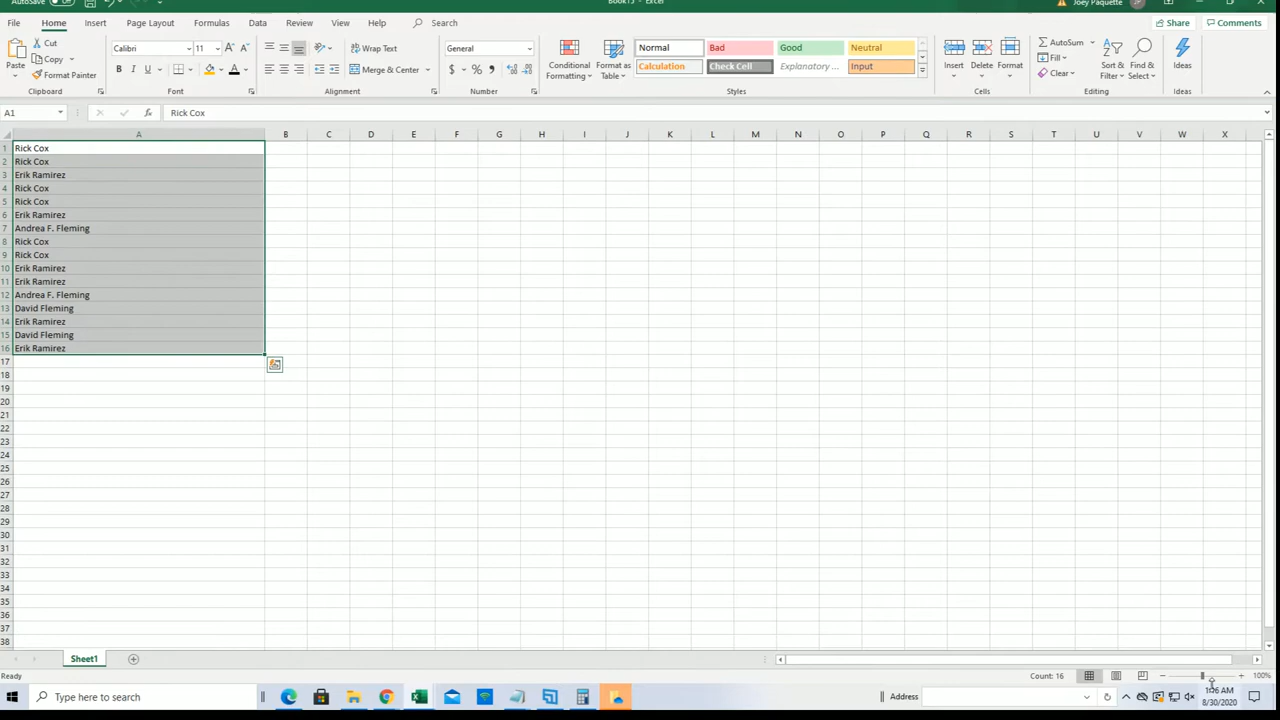 AutoSave Off Book15 - Excel Joey Paquette JP
File Home Insert Page Layout Formulas Data Review View Help Search Share Comments
Cut Calibri 11 A A Wrap Text General Normal Bad Good Neutral AutoSum
Paste Copy Conditional Formatting Format as Table Insert Delete Format Fill Sort & Filter Find & Select Ideas
Format Painter B I U A Merge & Center $ % Calculation Check Cell Explanatory ... Input Clear
Clipboard Font Alignment Number Styles Cells Editing Ideas
A1 fx Rick Cox
A B C D E F G H I J K L M N O P Q R S T U V W X
1 Rick Cox
2 Rick Cox
3 Erik Ramirez
4 Rick Cox
5 Rick Cox
6 Erik Ramirez
7 Andrea F. Fleming
8 Rick Cox
9 Rick Cox
10 Erik Ramirez
11 Erik Ramirez
12 Andrea F. Fleming
13 David Fleming
14 Erik Ramirez
15 David Fleming
16 Erik Ramirez
17
18
19
20
21
22
23
24
25
26
27
28
29
30
31
32
33
34
35
36
37
38
Sheet1
Ready Count: 16 100%
Type here to search Address 1:16 AM
8/30/2020